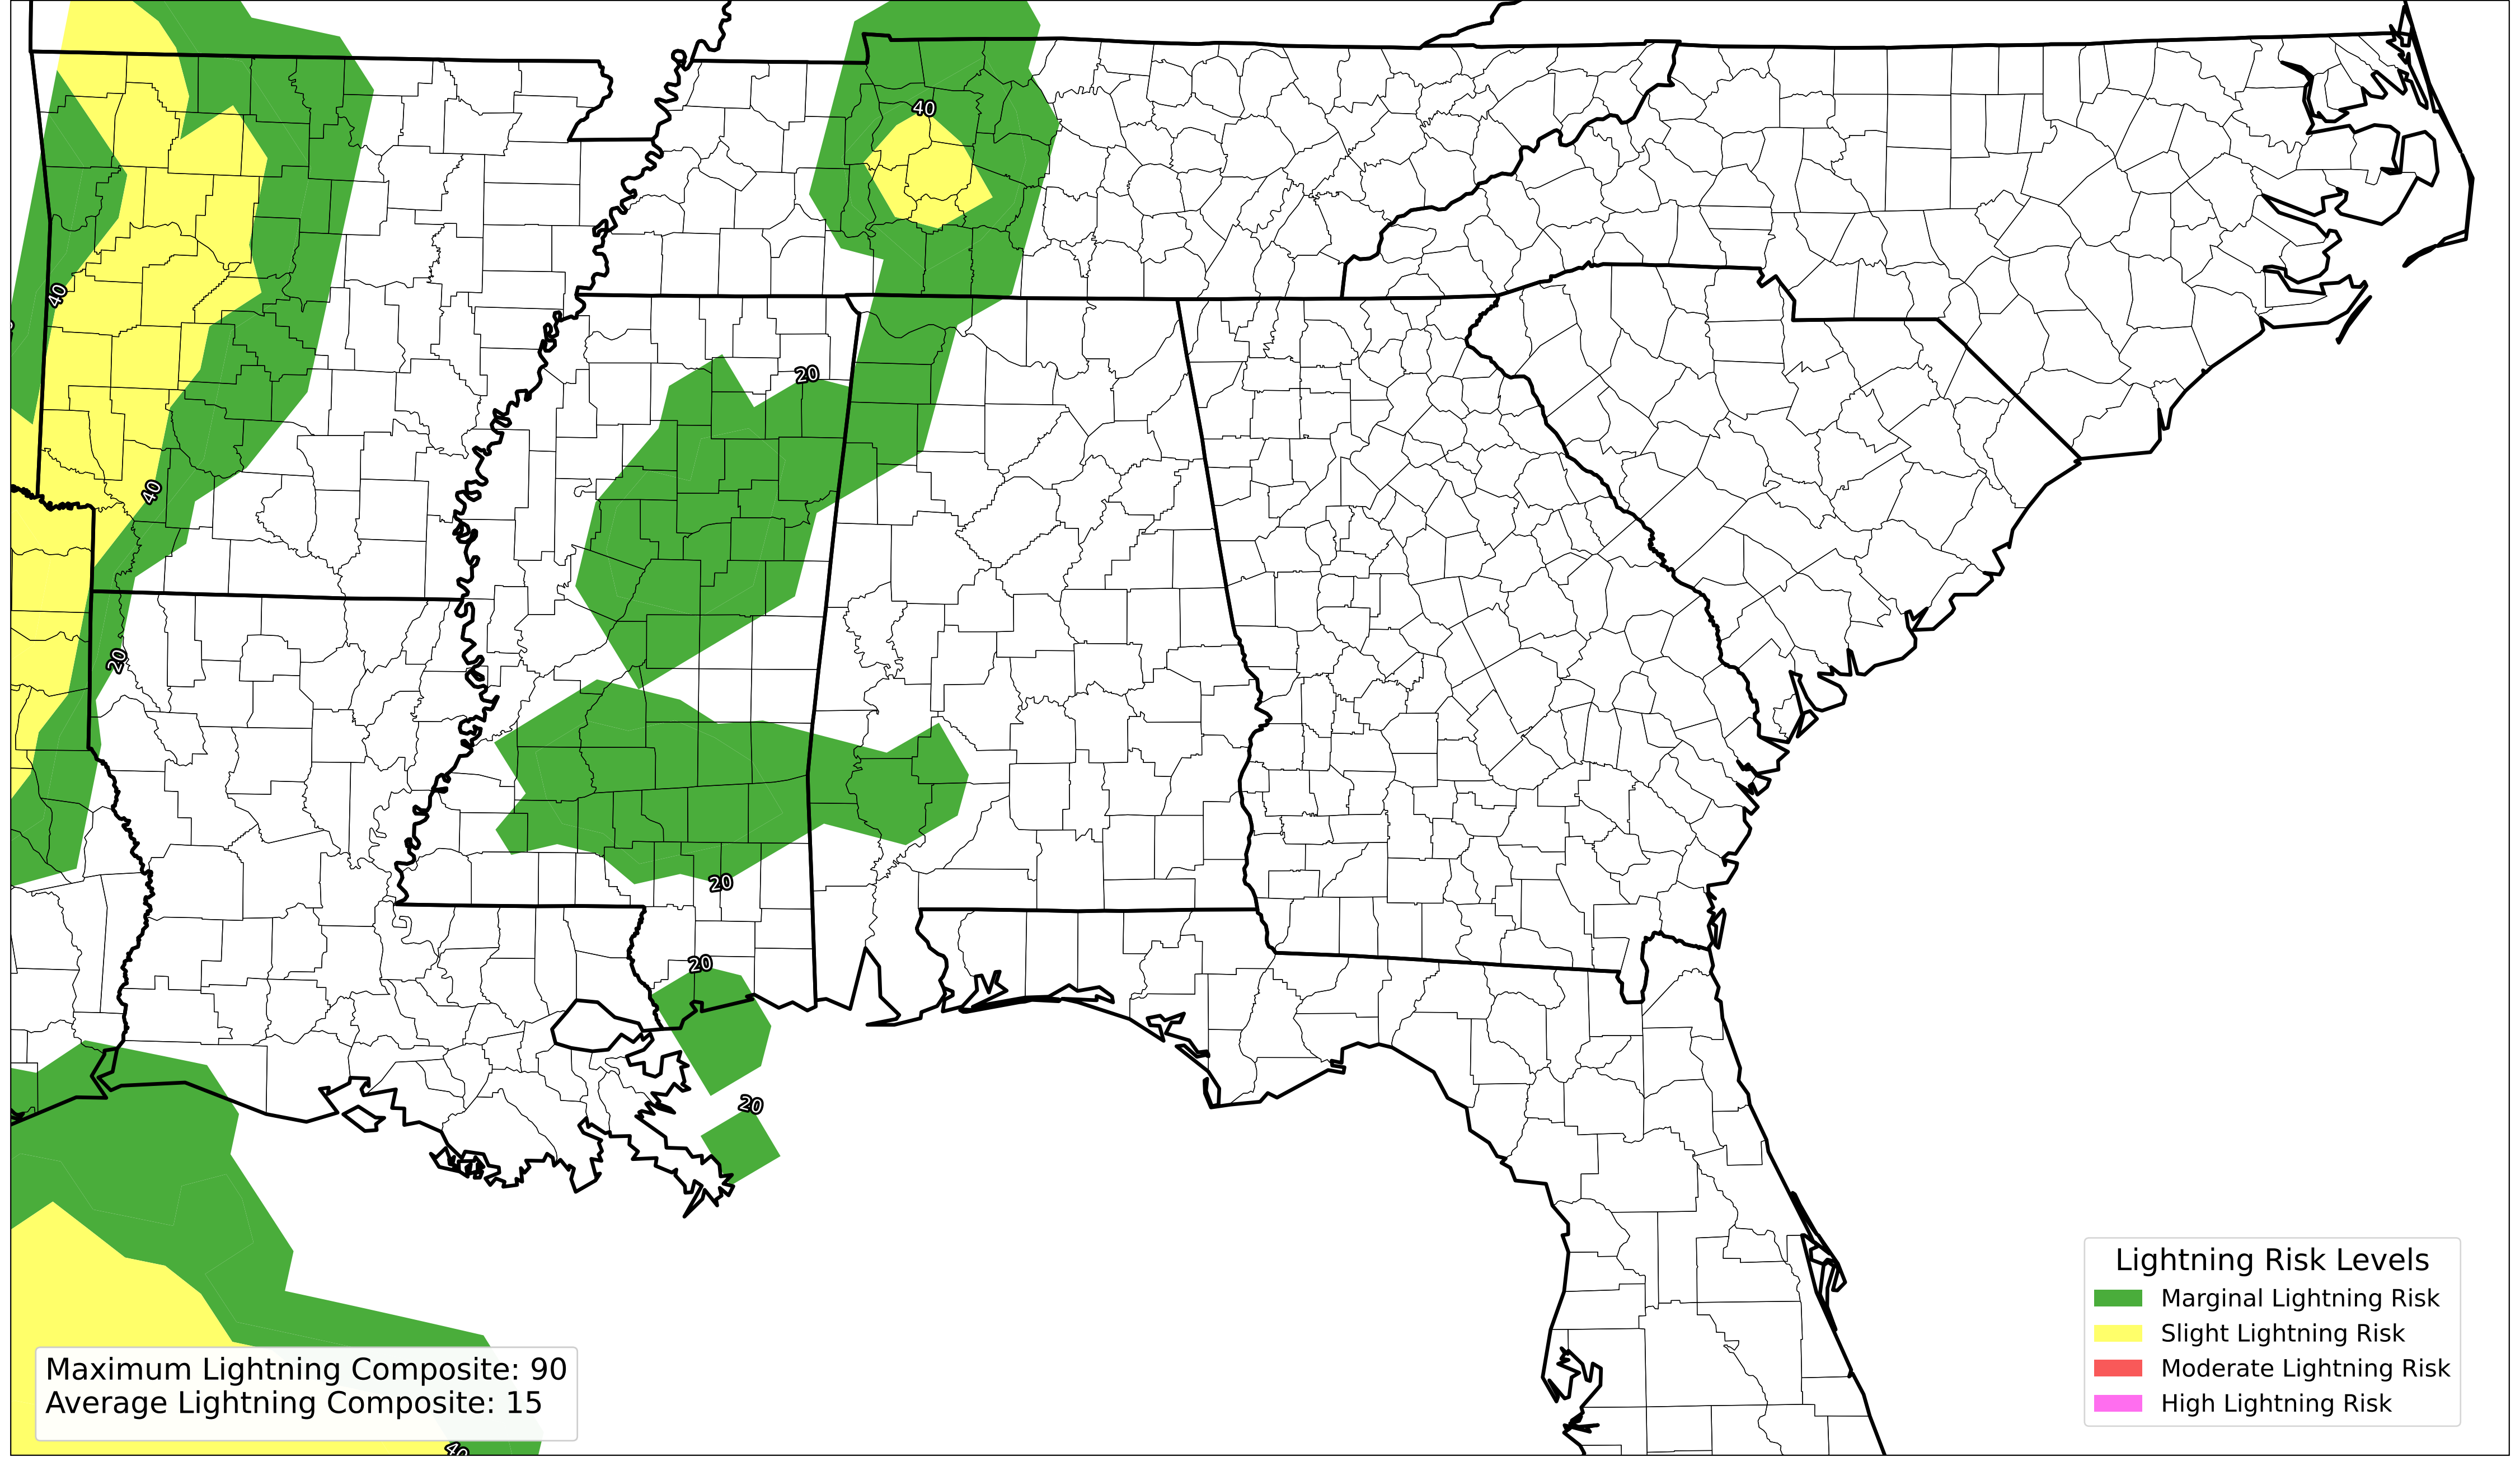 40
40
20
40
20
20
20
20
Lightning Risk Levels
Marginal Lightning Risk
Slight Lightning Risk
Moderate Lightning Risk
High Lightning Risk
Maximum Lightning Composite: 90
Average Lightning Composite: 15
40